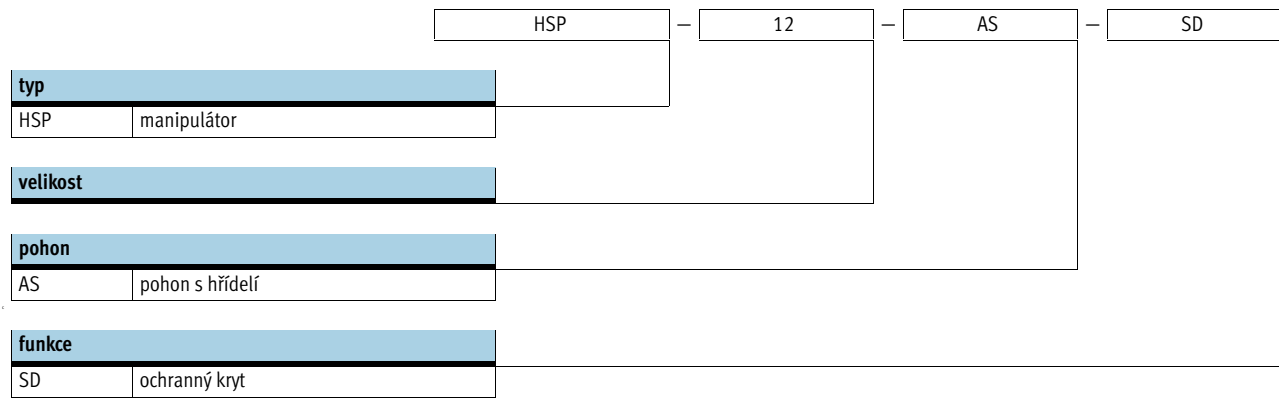 HSP – 12 – AS – SD
typ
HSP manipulátor
velikost
pohon
AS pohon s hřídelí
funkce
SD ochranný kryt